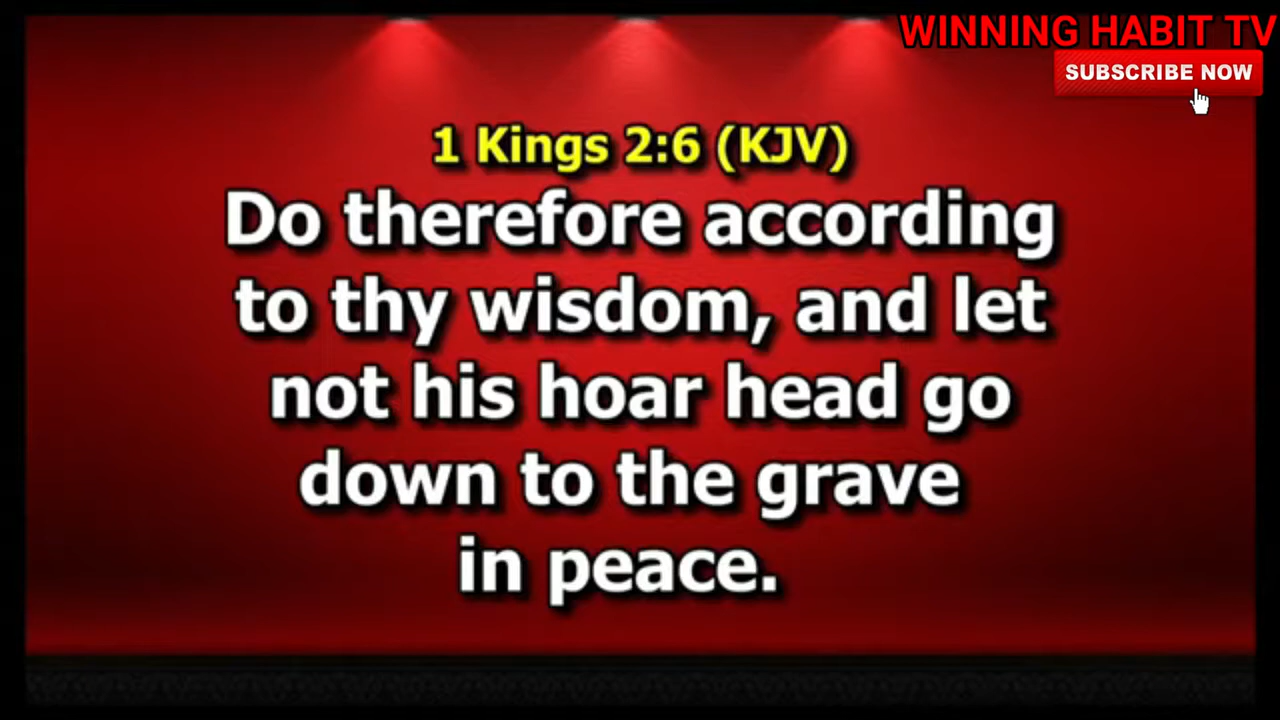 WINNING HABIT TV
SUBSCRIBE NOW
1 Kings 2:6 (KJV)
Do therefore according
to thy wisdom, and let
not his hoar head go
down to the grave
in peace.